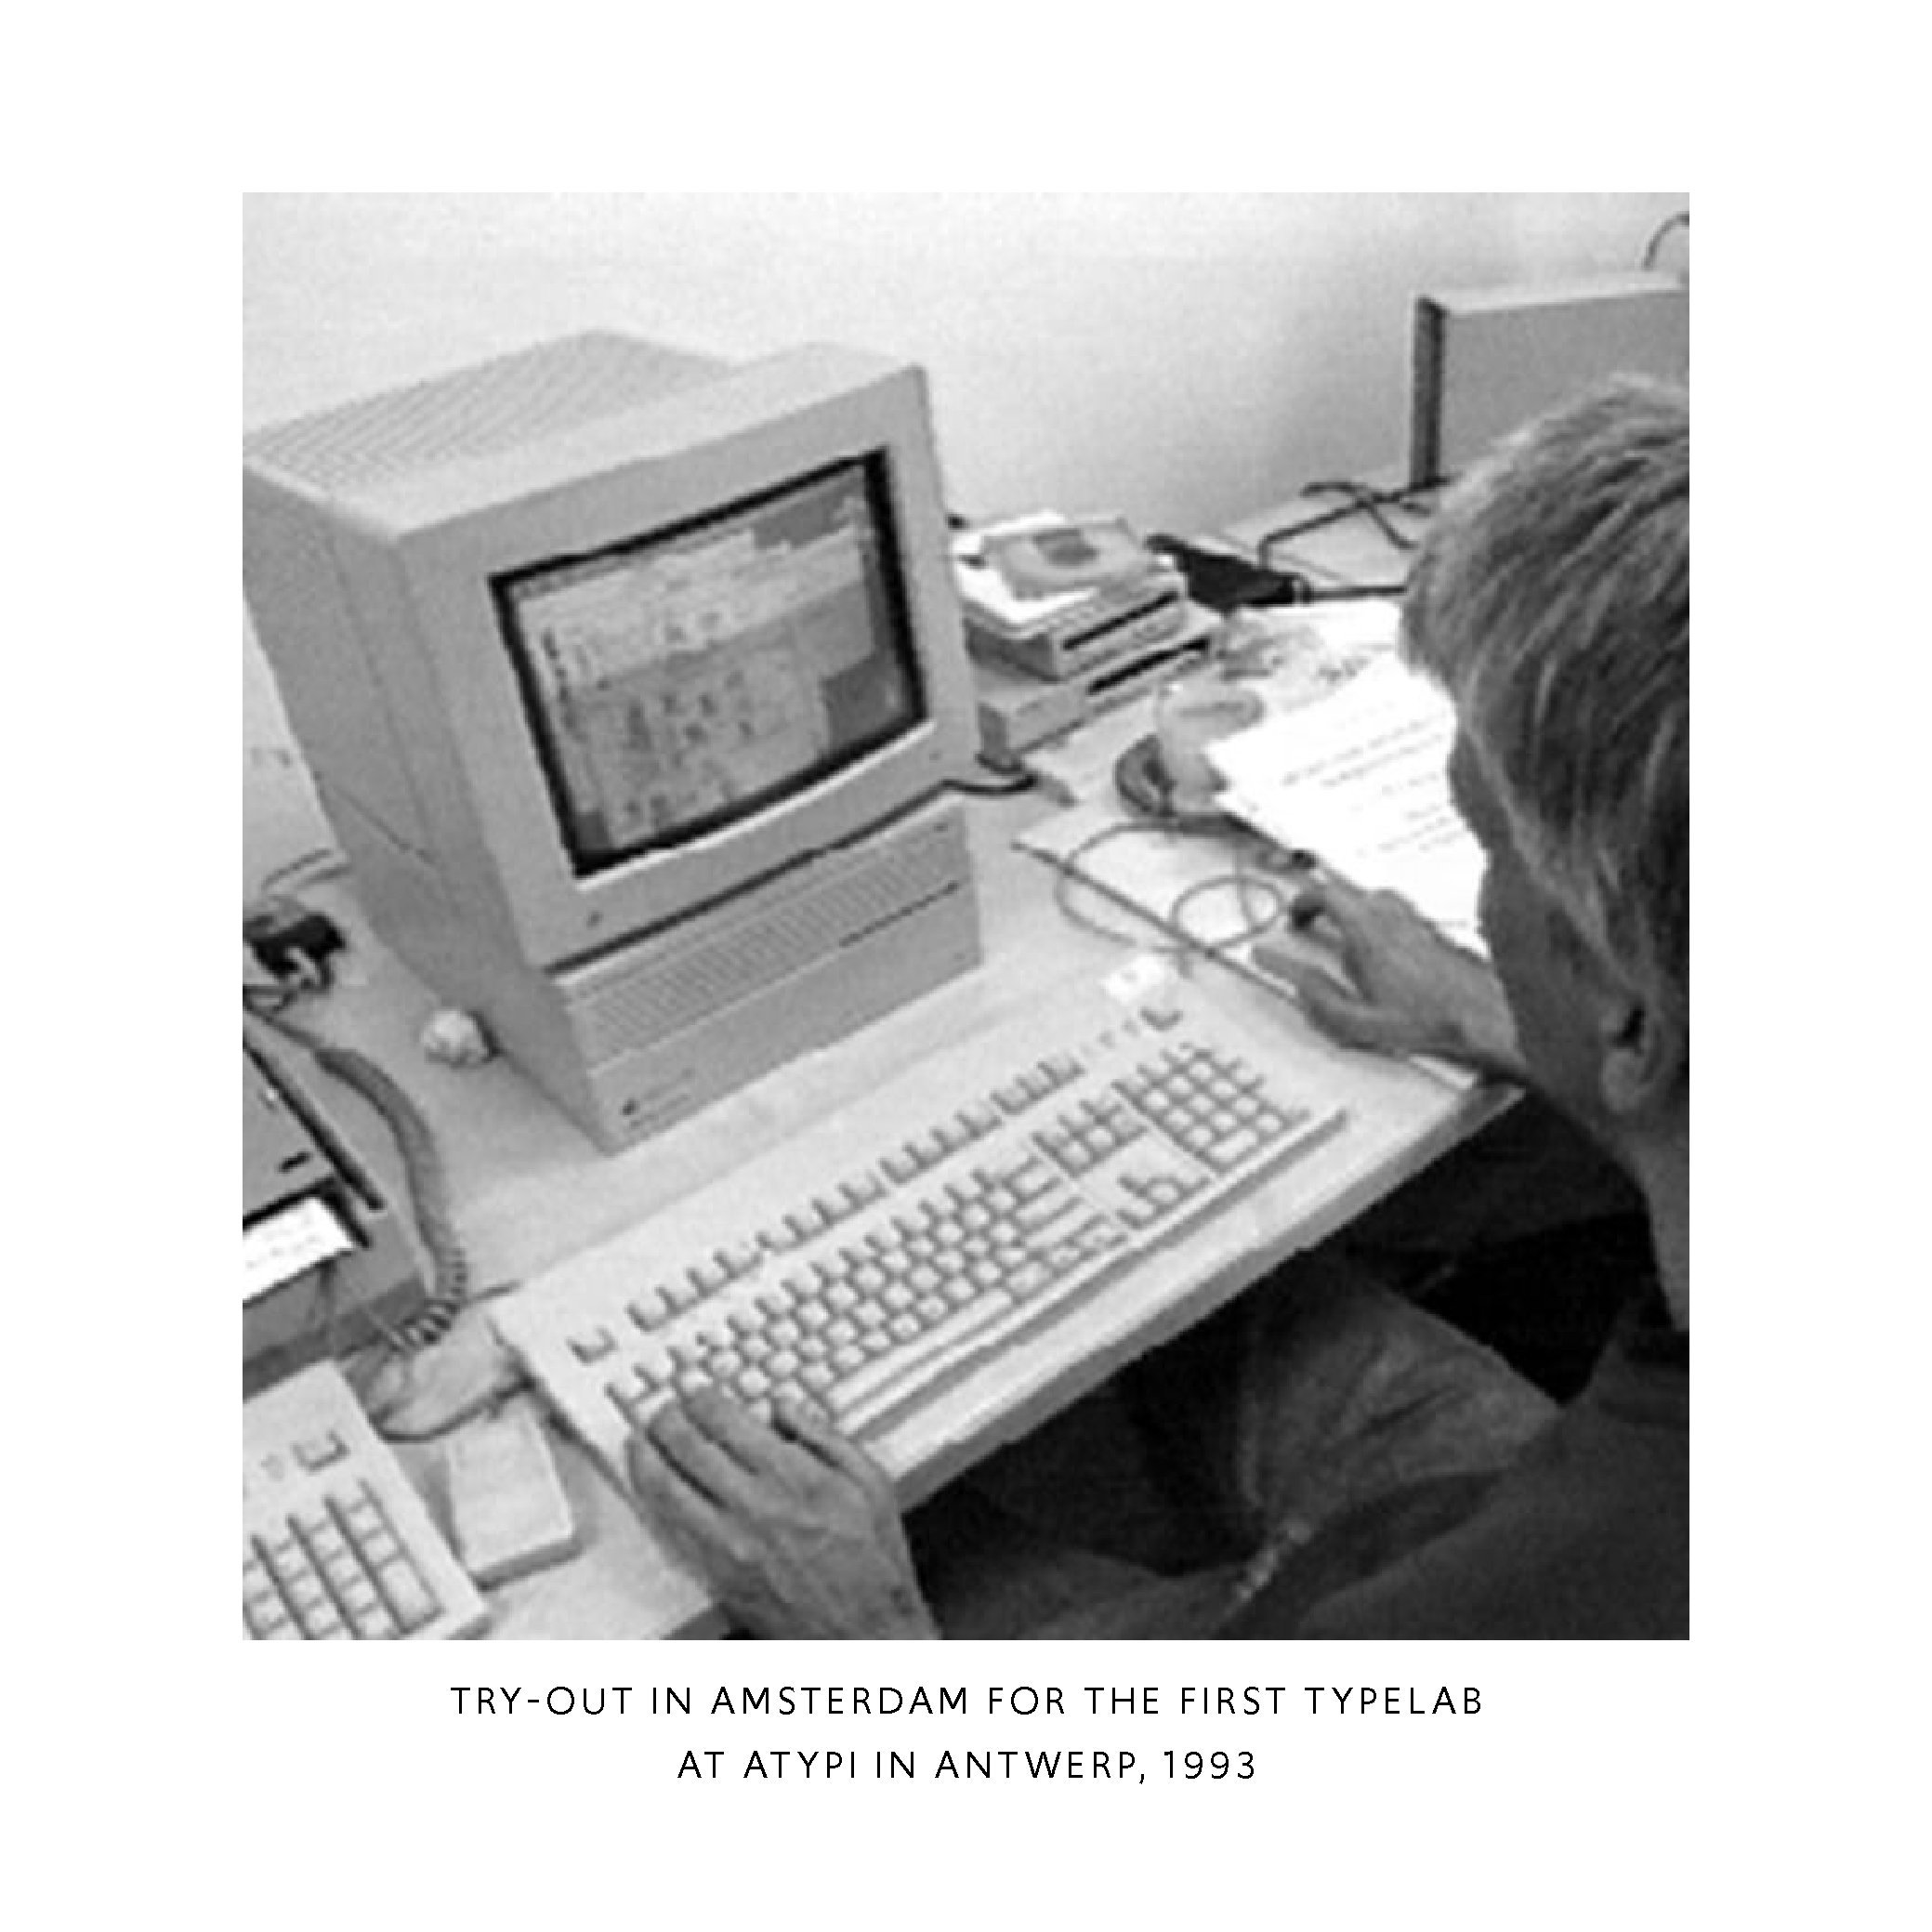 TRY-OUT IN AMSTERDAM FOR THE FIRST TYPELAB
AT ATYPI IN ANTWERP, 1993